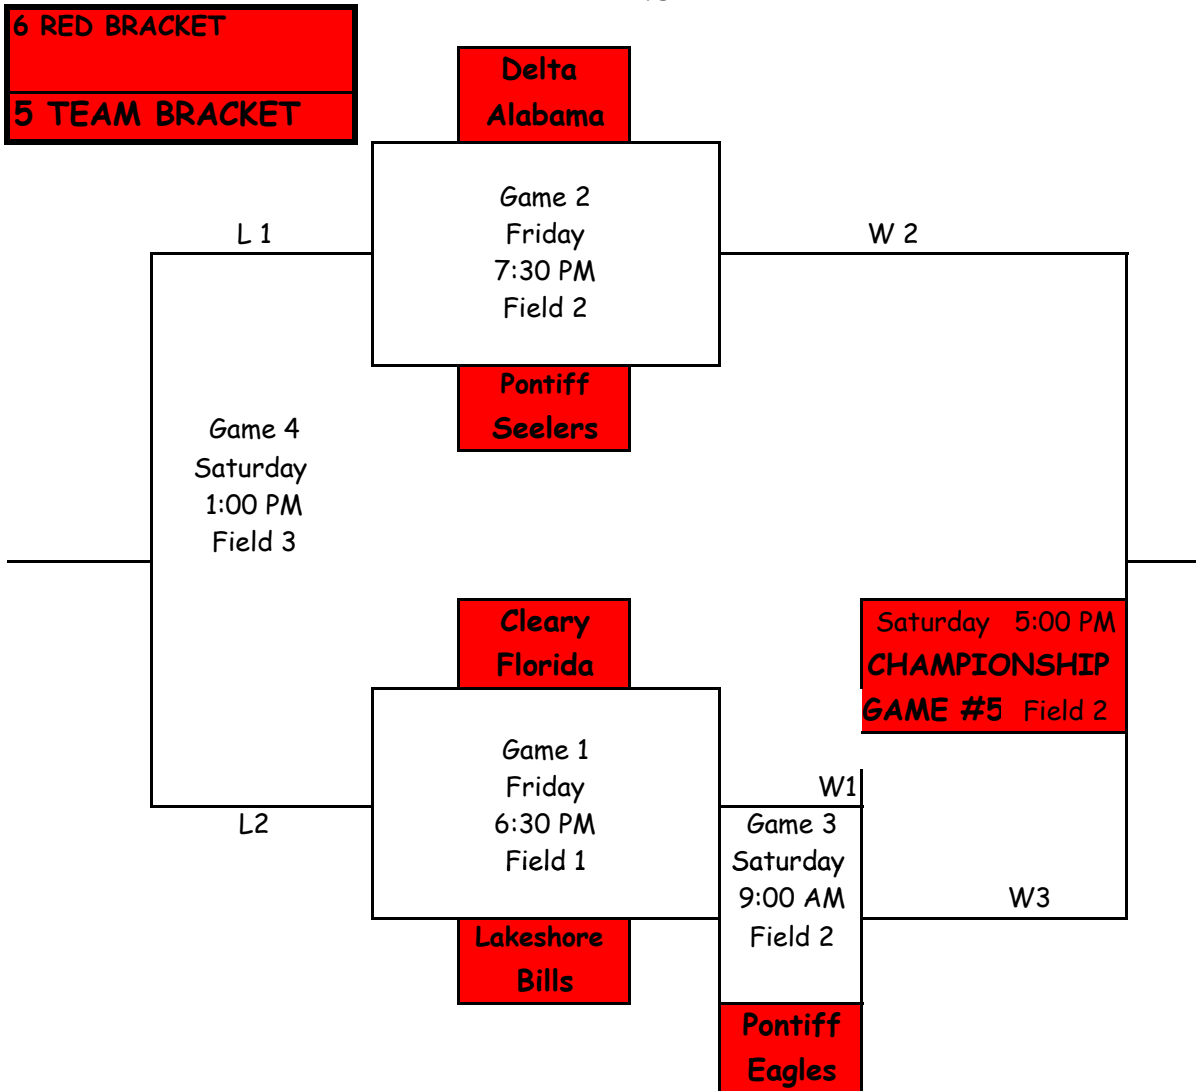 6 RED BRACKET
5 TEAM BRACKET
Delta
Alabama
Game 2
Friday
7:30 PM
Field 2
L 1
W 2
Pontiff
Seelers
Game 4
Saturday
1:00 PM
Field 3
Cleary
Florida
Saturday 5:00 PM
CHAMPIONSHIP
GAME #5 Field 2
Game 1
Friday
6:30 PM
Field 1
L2
W1
Game 3
Saturday
9:00 AM
Field 2
W3
Lakeshore
Bills
Pontiff
Eagles